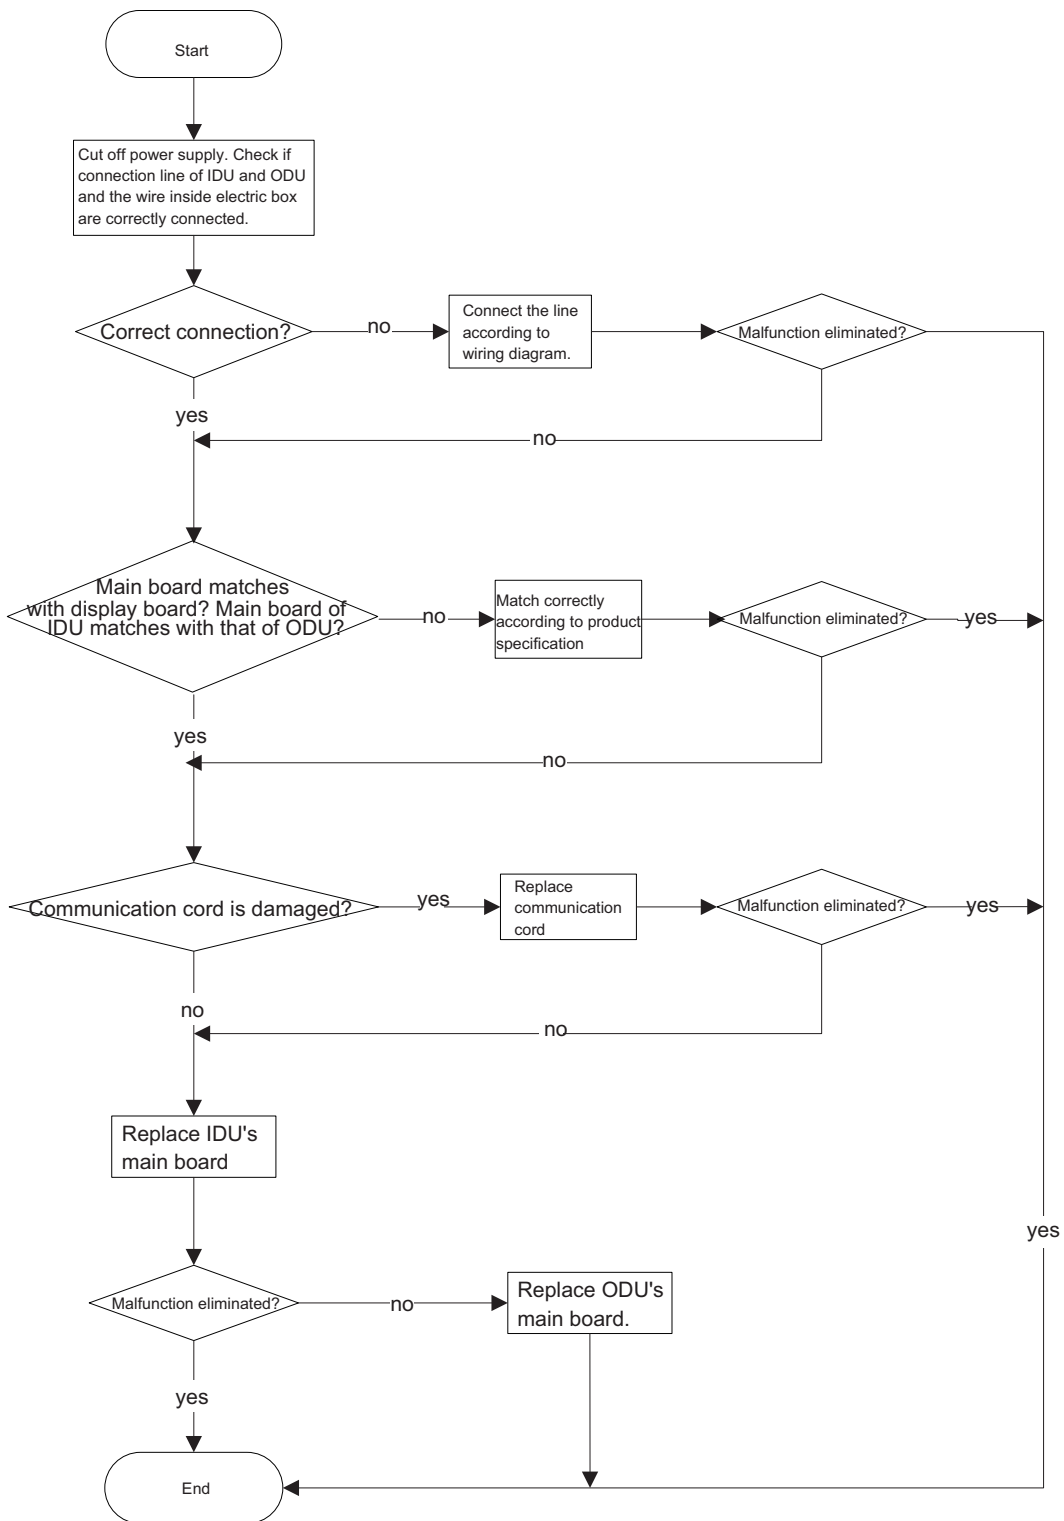 Start
Cut off power supply. Check if
connection line of IDU and ODU
and the wire inside electric box
are correctly connected.
Correct connection?
no
Connect the line
according to
wiring diagram.
Malfunction eliminated?
yes
no
Main board matches
with display board? Main board of
IDU matches with that of ODU?
no
Match correctly
according to product
specification
Malfunction eliminated?
yes
yes
no
Communication cord is damaged?
yes
Replace
communication
cord
Malfunction eliminated?
yes
no
no
Replace IDU's
main board
yes
Malfunction eliminated?
no
Replace ODU's
main board.
yes
End